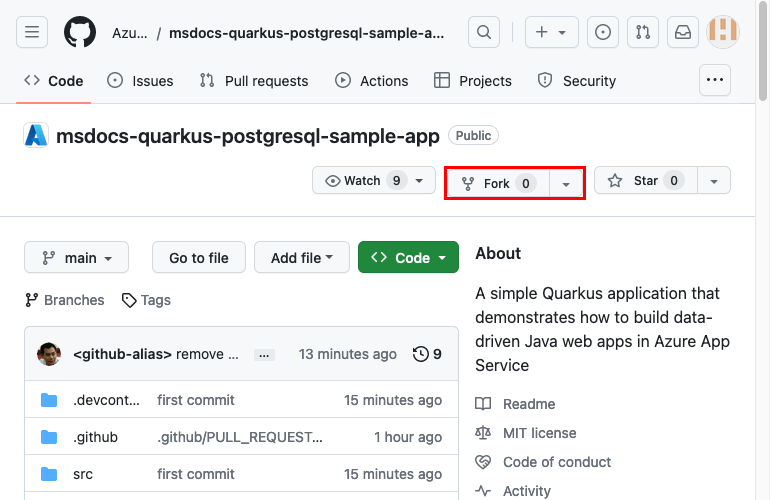 Azu... / msdocs-quarkus-postgresql-sample-a...
Code Issues Pull requests Actions Projects Security ...
msdocs-quarkus-postgresql-sample-app Public
Watch 9 Fork 0 Star 0
main Go to file Add file Code
Branches Tags
<github-alias> remove ... ... 13 minutes ago 9
.devcont... first commit 15 minutes ago
.github .github/PULL_REQUEST... 1 hour ago
src first commit 15 minutes ago
About
A simple Quarkus application that
demonstrates how to build data-
driven Java web apps in Azure App
Service
Readme
MIT license
Code of conduct
Activity